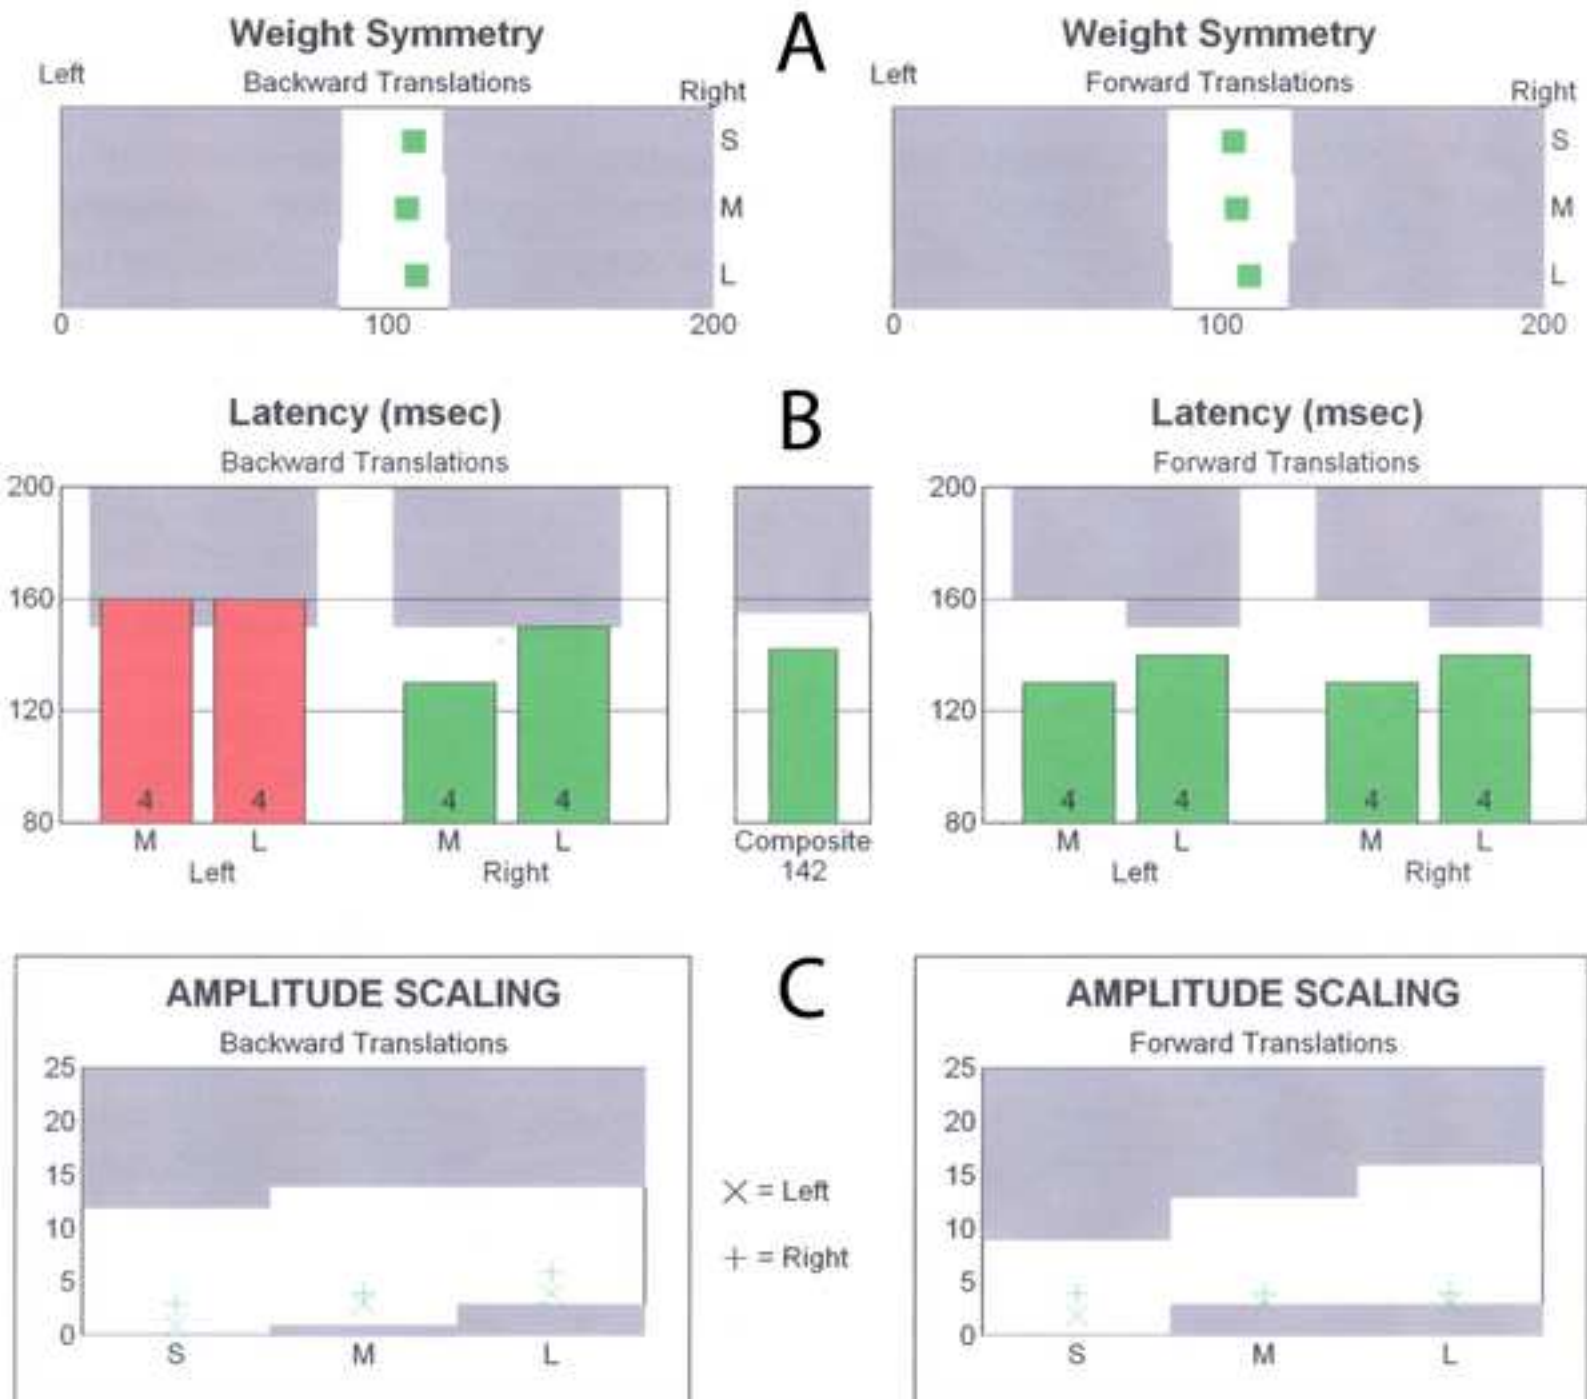 A
Weight Symmetry
Backward Translations
Left
Right
S
M
L
0 100 200
Weight Symmetry
Forward Translations
Left
Right
S
M
L
0 100 200
B
Latency (msec)
Backward Translations
200
160
120
80
4 4 4 4
M L M L
Left Right
Composite
142
Latency (msec)
Forward Translations
200
160
120
80
4 4 4 4
M L M L
Left Right
C
AMPLITUDE SCALING
Backward Translations
25
20
15
10
5
0
S M L
× = Left
+ = Right
AMPLITUDE SCALING
Forward Translations
25
20
15
10
5
0
S M L